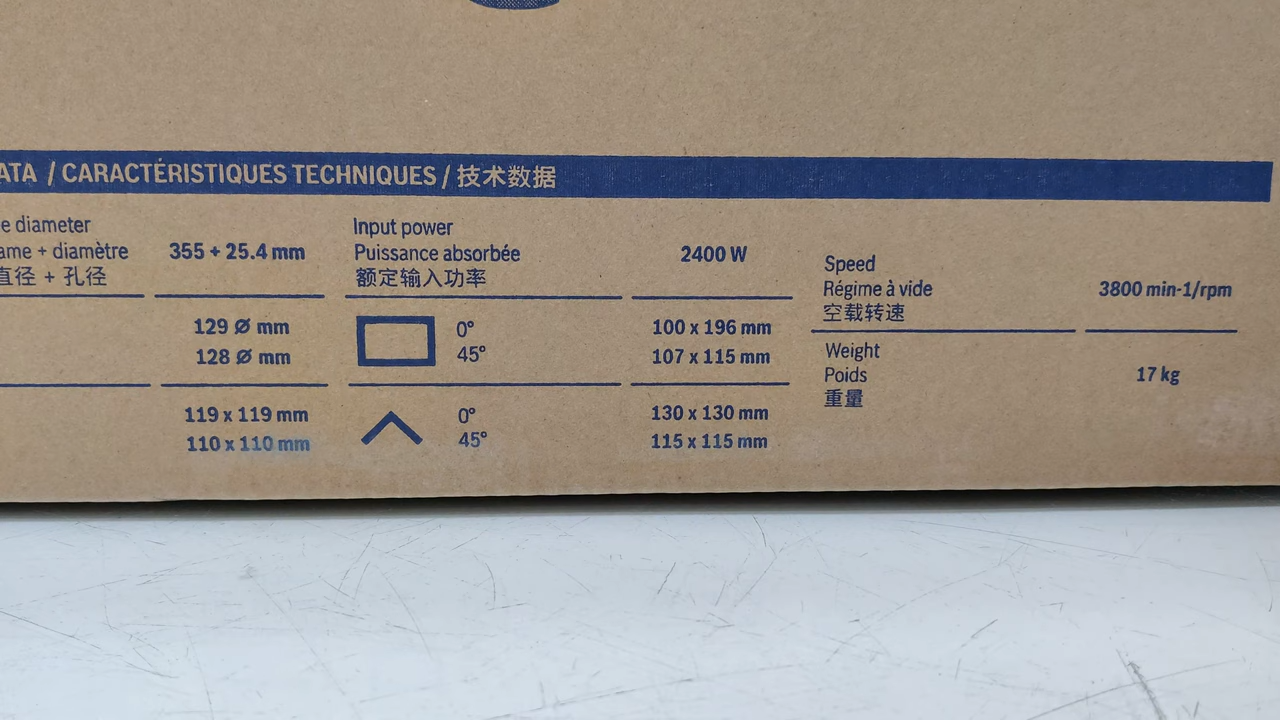 ATA / CARACTÉRISTIQUES TECHNIQUES / 技术数据
e diameter
ame + diamètre
直径 + 孔径
355 + 25.4 mm
129 Ø mm
128 Ø mm
119 x 119 mm
110 x 110 mm
Input power
Puissance absorbée
额定输入功率
2400 W
0° 100 x 196 mm
45° 107 x 115 mm
0° 130 x 130 mm
45° 115 x 115 mm
Speed
Régime à vide
空载转速
3800 min-1/rpm
Weight
Poids
重量
17 kg